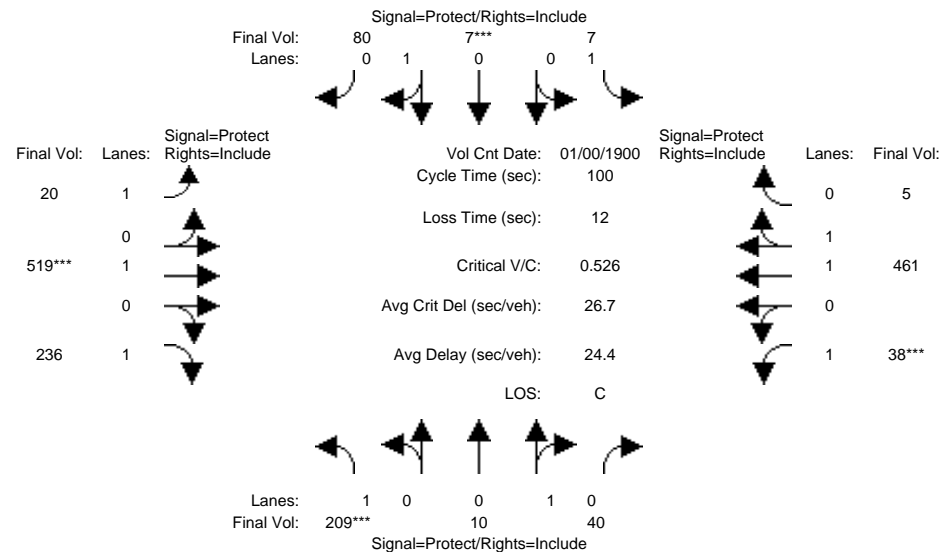 Signal=Protect/Rights=Include
Final Vol: 80 7*** 7
Lanes: 0 1 0 0 1
Signal=Protect
Final Vol: Lanes: Rights=Include
Vol Cnt Date: 01/00/1900
Signal=Protect
Rights=Include Lanes: Final Vol:
Cycle Time (sec): 100
20 1
0 5
Loss Time (sec): 12
0
1
519*** 1
Critical V/C: 0.526
1 461
0
Avg Crit Del (sec/veh): 26.7
0
236 1
Avg Delay (sec/veh): 24.4
1 38***
LOS: C
Lanes: 1 0 0 1 0
Final Vol: 209*** 10 40
Signal=Protect/Rights=Include